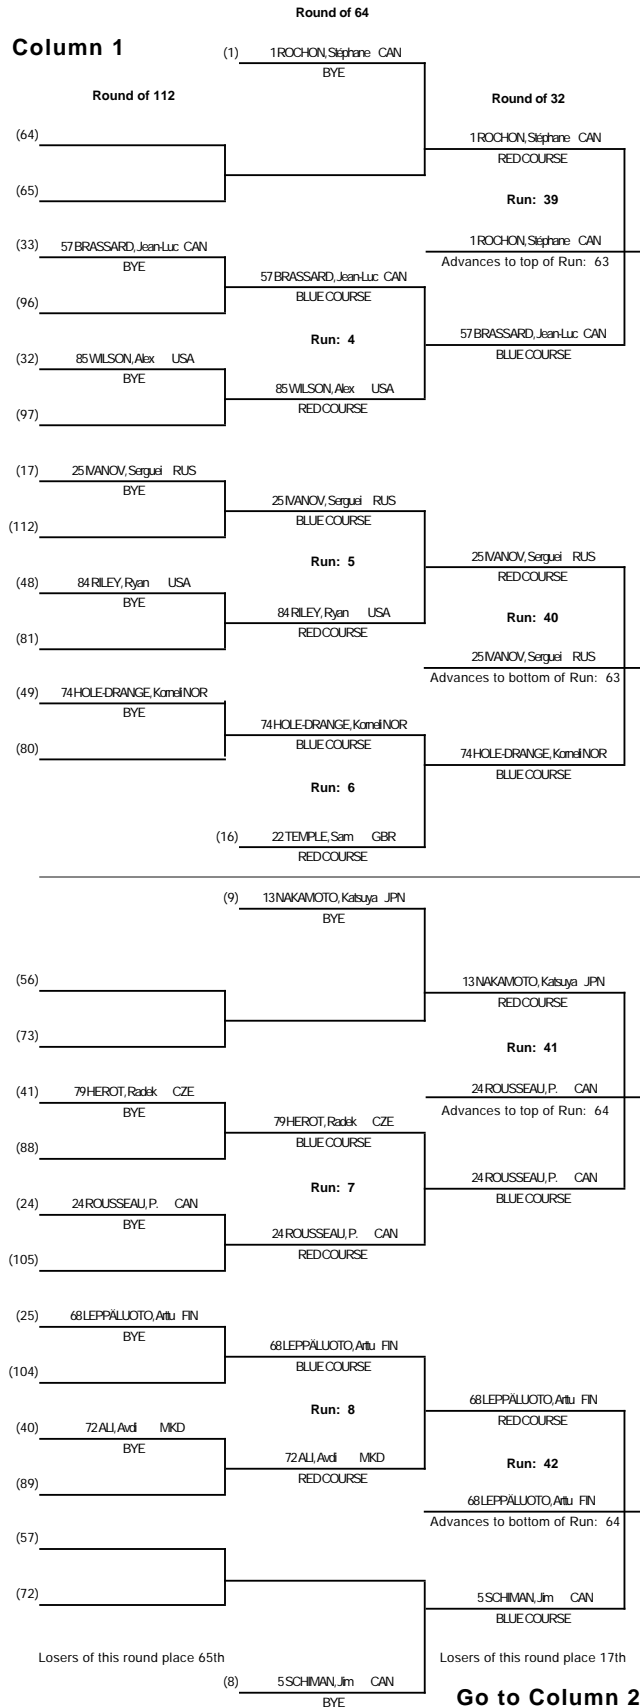 Round of 64
Column 1
(1) 1 ROCHON, Stéphane CAN
BYE
Round of 112
Round of 32
(64)
1 ROCHON, Stéphane CAN
RED COURSE
(65)
Run: 39
(33) 57 BRASSARD, Jean-Luc CAN
BYE
1 ROCHON, Stéphane CAN
Advances to top of Run: 63
57 BRASSARD, Jean-Luc CAN
BLUE COURSE
(96)
Run: 4
57 BRASSARD, Jean-Luc CAN
BLUE COURSE
(32) 85 WILSON, Alex USA
BYE
85 WILSON, Alex USA
RED COURSE
(97)
(17) 25 IVANOV, Serguei RUS
BYE
25 IVANOV, Serguei RUS
BLUE COURSE
(112)
Run: 5
25 IVANOV, Serguei RUS
RED COURSE
(48) 84 RILEY, Ryan USA
BYE
84 RILEY, Ryan USA
RED COURSE
Run: 40
(81)
25 IVANOV, Serguei RUS
Advances to bottom of Run: 63
(49) 74 HOLE-DRANGE, Korneli NOR
BYE
74 HOLE-DRANGE, Korneli NOR
BLUE COURSE
(80)
74 HOLE-DRANGE, Korneli NOR
BLUE COURSE
Run: 6
(16) 22 TEMPLE, Sam GBR
RED COURSE
(9) 13 NAKAMOTO, Katsuya JPN
BYE
(56)
13 NAKAMOTO, Katsuya JPN
RED COURSE
(73)
Run: 41
(41) 79 HEROT, Radek CZE
BYE
24 ROUSSEAU, P. CAN
Advances to top of Run: 64
79 HEROT, Radek CZE
BLUE COURSE
(88)
Run: 7
24 ROUSSEAU, P. CAN
BLUE COURSE
(24) 24 ROUSSEAU, P. CAN
BYE
24 ROUSSEAU, P. CAN
RED COURSE
(105)
(25) 68 LEPPÄLUOTO, Arttu FIN
BYE
68 LEPPÄLUOTO, Arttu FIN
BLUE COURSE
(104)
68 LEPPÄLUOTO, Arttu FIN
RED COURSE
Run: 8
(40) 72 ALI, Avdi MKD
BYE
72 ALI, Avdi MKD
RED COURSE
Run: 42
(89)
68 LEPPÄLUOTO, Arttu FIN
Advances to bottom of Run: 64
(57)
(72)
5 SCHIMAN, Jim CAN
BLUE COURSE
Losers of this round place 65th
Losers of this round place 17th
(8) 5 SCHIMAN, Jim CAN
BYE
Go to Column 2